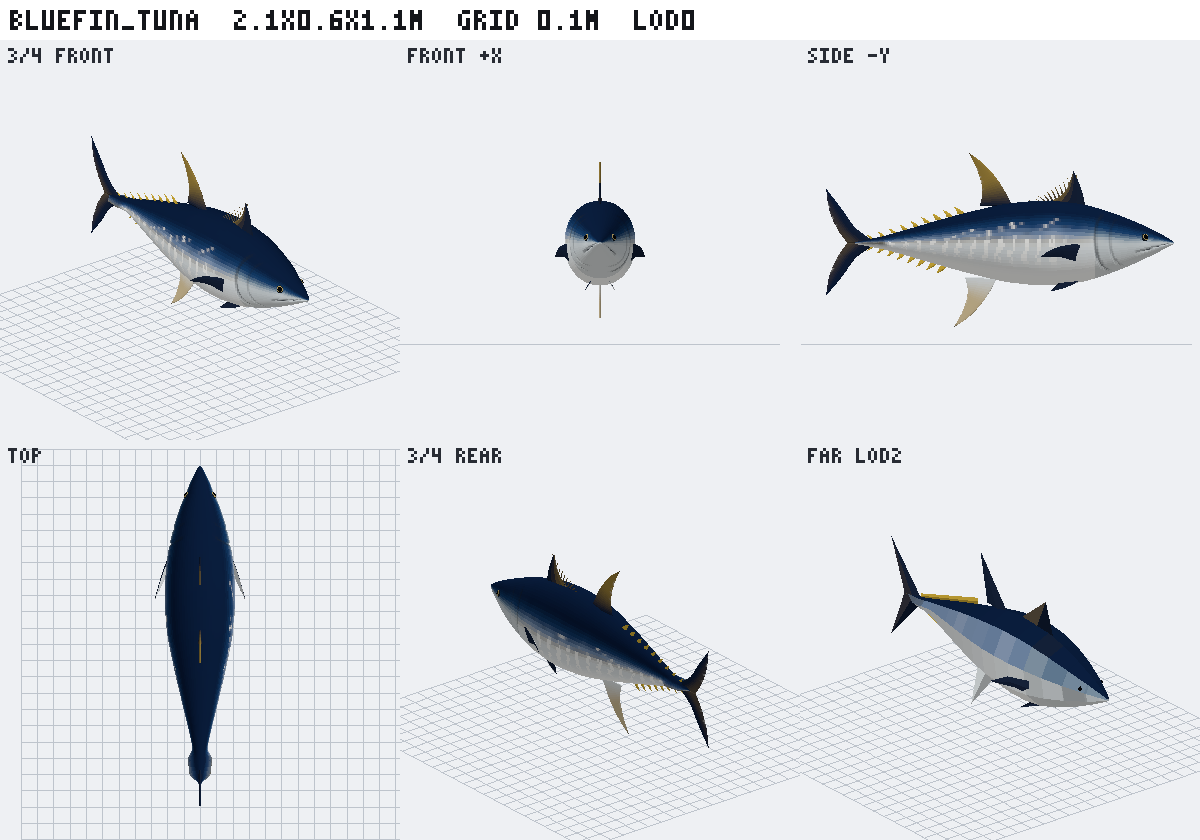 BLUEFIN_TUNA  2.1X0.6X1.1M  GRID 0.1M  LOD0
3/4 FRONT
FRONT +X
SIDE -Y
TOP
3/4 REAR
FAR LOD2